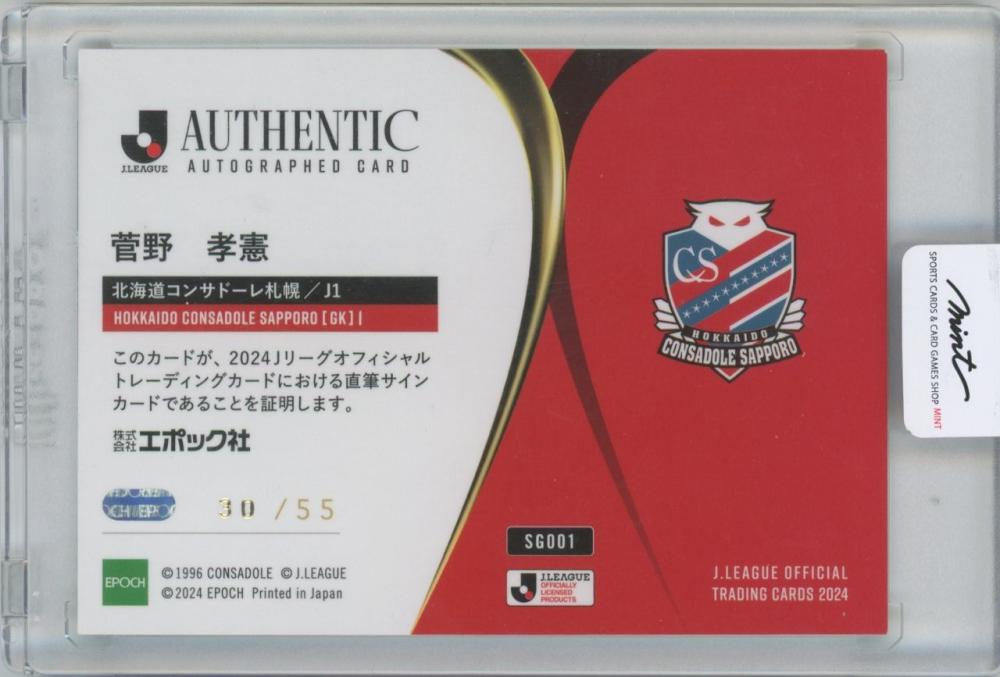 J.LEAGUE
AUTHENTIC
AUTOGRAPHED CARD
菅野 孝憲
北海道コンサドーレ札幌/J1
HOKKAIDO CONSADOLE SAPPORO [GK] 1
このカードが、2024Jリーグオフィシャル
トレーディングカードにおける直筆サイン
カードであることを証明します。
株式会社エポック社
30 /55
EPOCH
©1996 CONSADOLE ©J.LEAGUE
©2024 EPOCH Printed in Japan
CS
HOKKAIDO
CONSADOLE SAPPORO
SG001
J.LEAGUE
OFFICIALLY
LICENSED
PRODUCTS
J.LEAGUE OFFICIAL
TRADING CARDS 2024
mint
SPORTS CARDS & CARD GAMES SHOP MINT